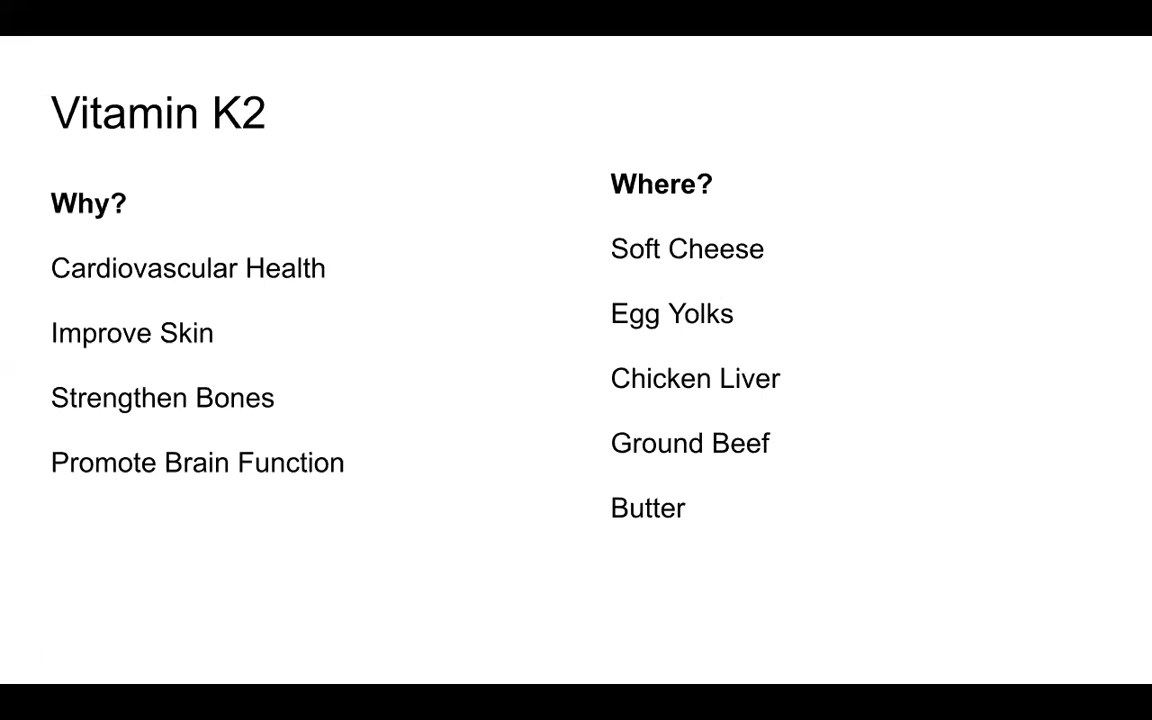 Vitamin K2
Why?
Cardiovascular Health
Improve Skin
Strengthen Bones
Promote Brain Function
Where?
Soft Cheese
Egg Yolks
Chicken Liver
Ground Beef
Butter